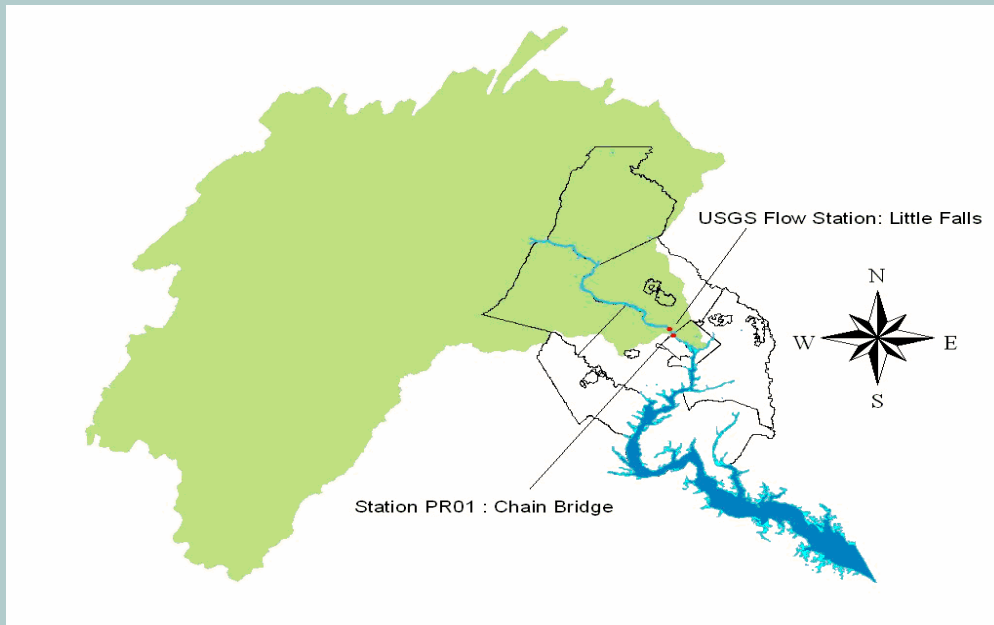 USGS Flow Station: Little Falls
N
W
E
S
Station PR01 : Chain Bridge